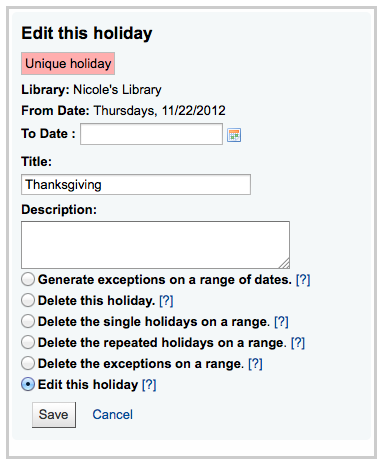 Edit this holiday
Unique holiday
Library: Nicole's Library
From Date: Thursdays, 11/22/2012
To Date :
Title:
Thanksgiving
Description:
Generate exceptions on a range of dates. [?]
Delete this holiday. [?]
Delete the single holidays on a range. [?]
Delete the repeated holidays on a range. [?]
Delete the exceptions on a range. [?]
Edit this holiday [?]
Save Cancel